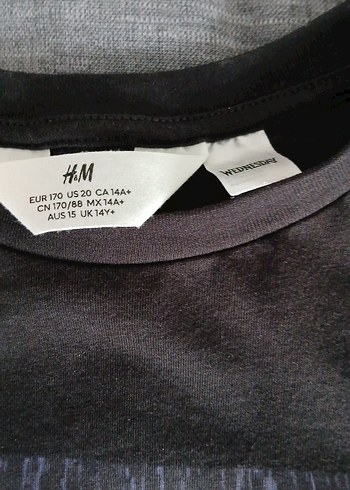 H&M
EUR 170 US 20 CA 14A+
CN 170/88 MX 14A+
AUS 15 UK 14Y+
WEDNESDAY